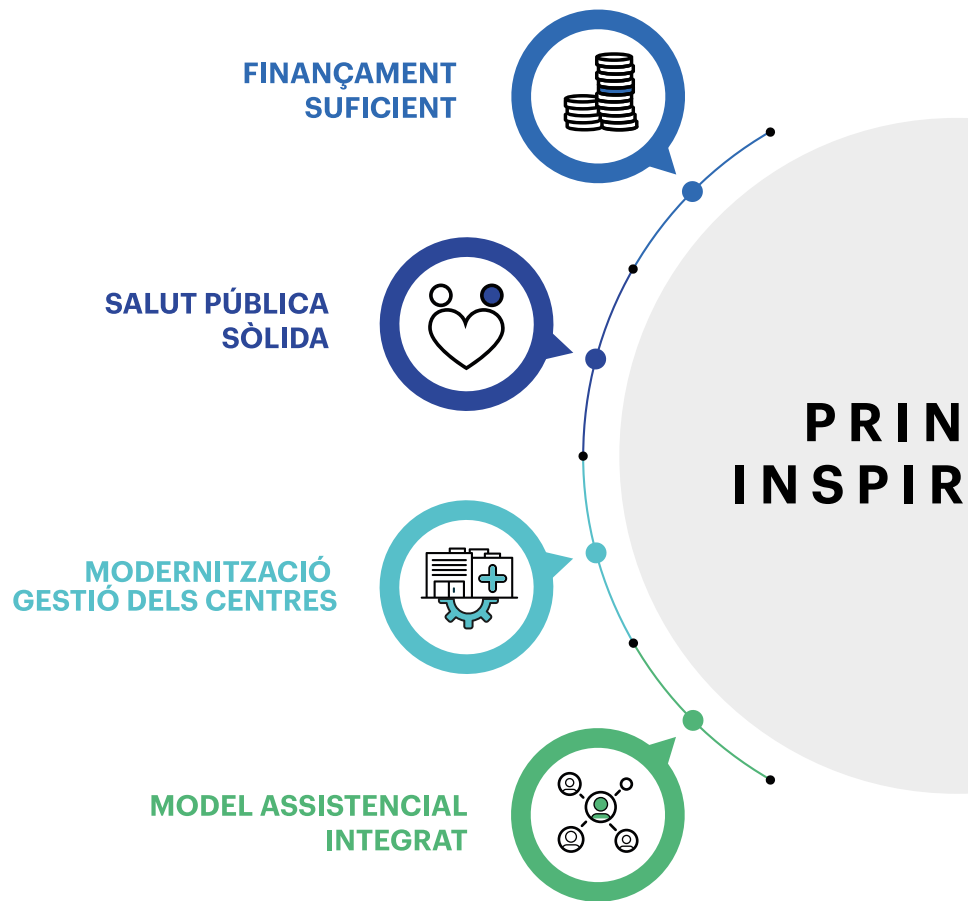 FINANÇAMENT
SUFICIENT
SALUT PÚBLICA
SÒLIDA
PRIN
INSPIR
MODERNITZACIÓ
GESTIÓ DELS CENTRES
MODEL ASSISTENCIAL
INTEGRAT